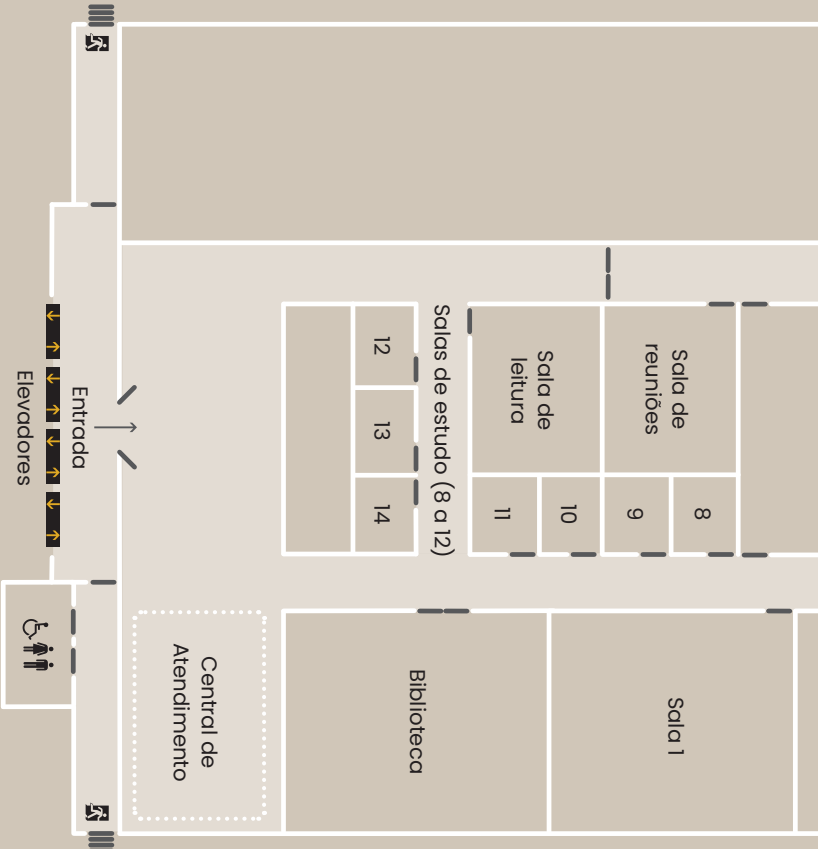 Elevadores
Entrada
12
13
14
Salas de estudo (8 a 12)
Sala de
leitura
Sala de
reuniões
11
10
9
8
Central de
Atendimento
Biblioteca
Sala 1